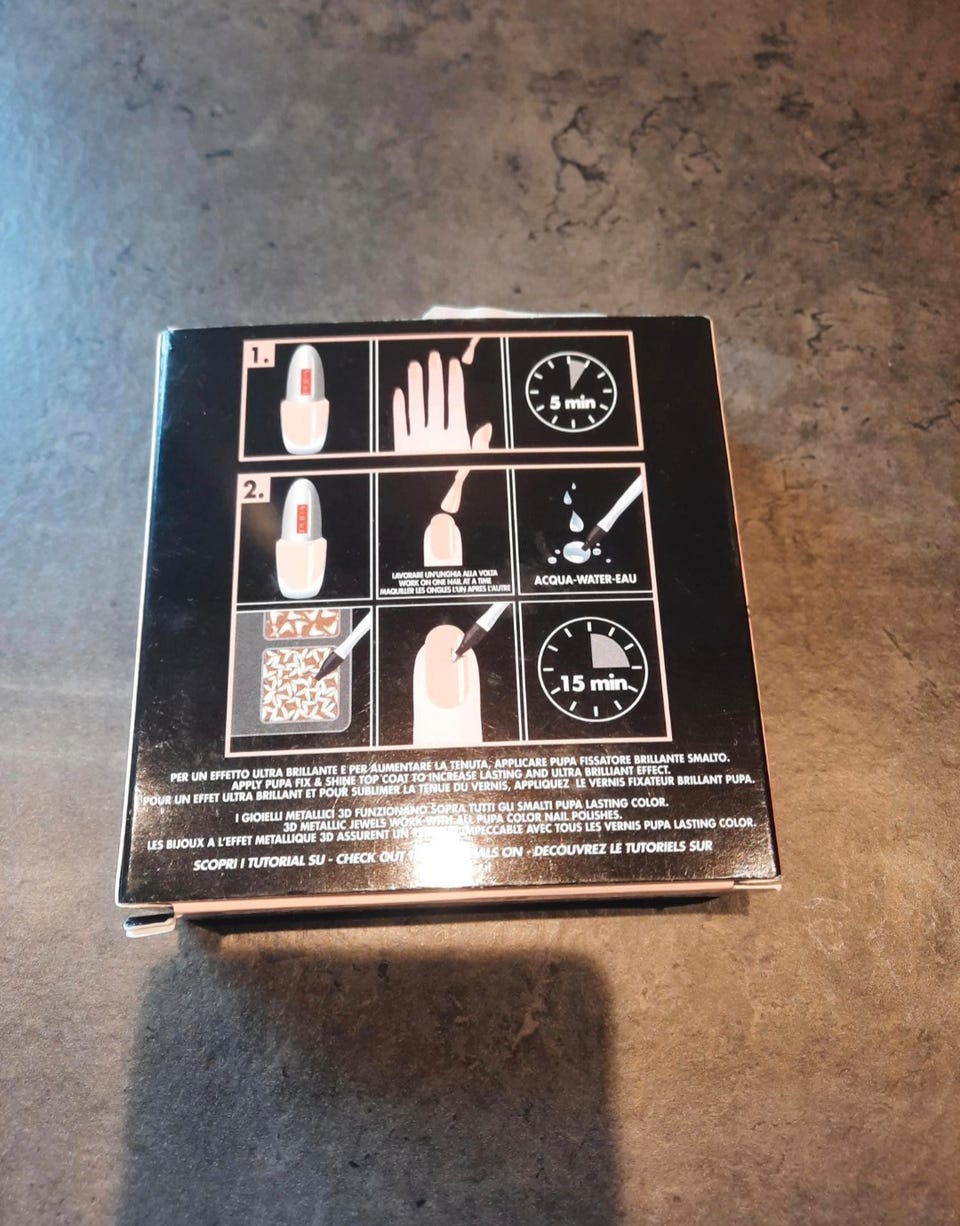 1.
PUPA
5 min
2.
PUPA
LAVORARE UN'UNGHIA ALLA VOLTA
WORK ON ONE NAIL AT A TIME
MAQUILLER LES ONGLES L'UN APRES L'AUTRE
ACQUA-WATER-EAU
15 min
PER UN EFFETTO ULTRA BRILLANTE E PER AUMENTARE LA TENUTA, APPLICARE PUPA FISSATORE BRILLANTE SMALTO.
APPLY PUPA FIX & SHINE TOP COAT TO INCREASE LASTING AND ULTRA BRILLIANT EFFECT.
POUR UN EFFET ULTRA BRILLANT ET POUR SUBLIMER LA TENUE DU VERNIS, APPLIQUEZ LE VERNIS FIXATEUR BRILLANT PUPA.
I GIOIELLI METALLICI 3D FUNZIONANO SOPRA TUTTI GLI SMALTI PUPA LASTING COLOR.
3D METALLIC JEWELS WORK WITH ALL PUPA COLOR NAIL POLISHES.
LES BIJOUX A L'EFFET METALLIQUE 3D ASSURENT UN IMPECCABLE AVEC TOUS LES VERNIS PUPA LASTING COLOR.
SCOPRI I TUTORIAL SU - CHECK OUT ON - DECOUVREZ LE TUTORIELS SUR